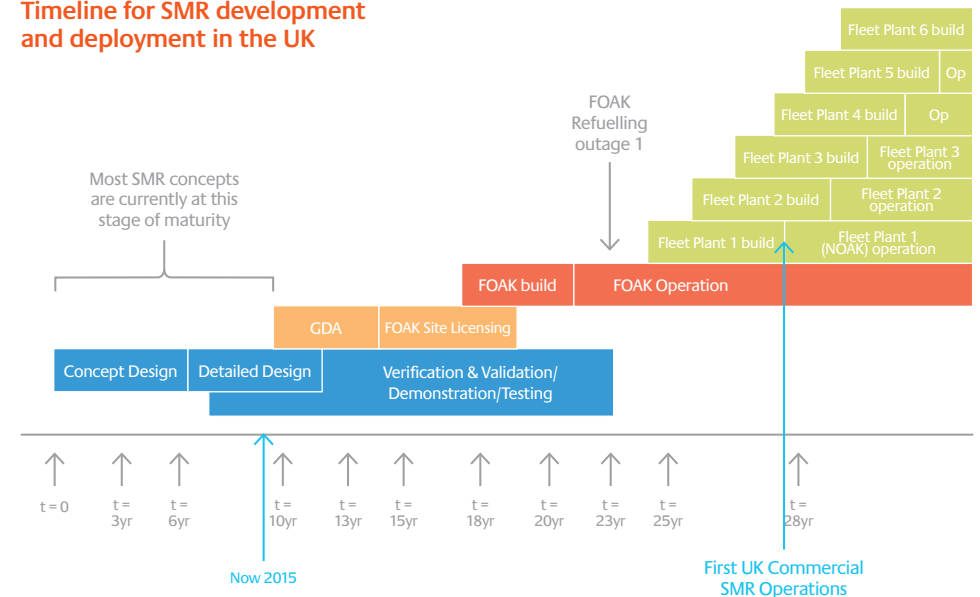 Timeline for SMR development
and deployment in the UK
Fleet Plant 6 build
Fleet Plant 5 build
Op
Fleet Plant 4 build
Op
FOAK
Refuelling
outage 1
Fleet Plant 3 build
Fleet Plant 3
operation
Most SMR concepts
are currently at this
stage of maturity
Fleet Plant 2 build
Fleet Plant 2
operation
Fleet Plant 1 build
Fleet Plant 1
(NOAK) operation
FOAK build
FOAK Operation
GDA
FOAK Site Licensing
Concept Design
Detailed Design
Verification & Validation/
Demonstration/Testing
t = 0
t =
3yr
t =
6yr
t =
10yr
t =
13yr
t =
15yr
t =
18yr
t =
20yr
t =
23yr
t =
25yr
t =
28yr
Now 2015
First UK Commercial
SMR Operations